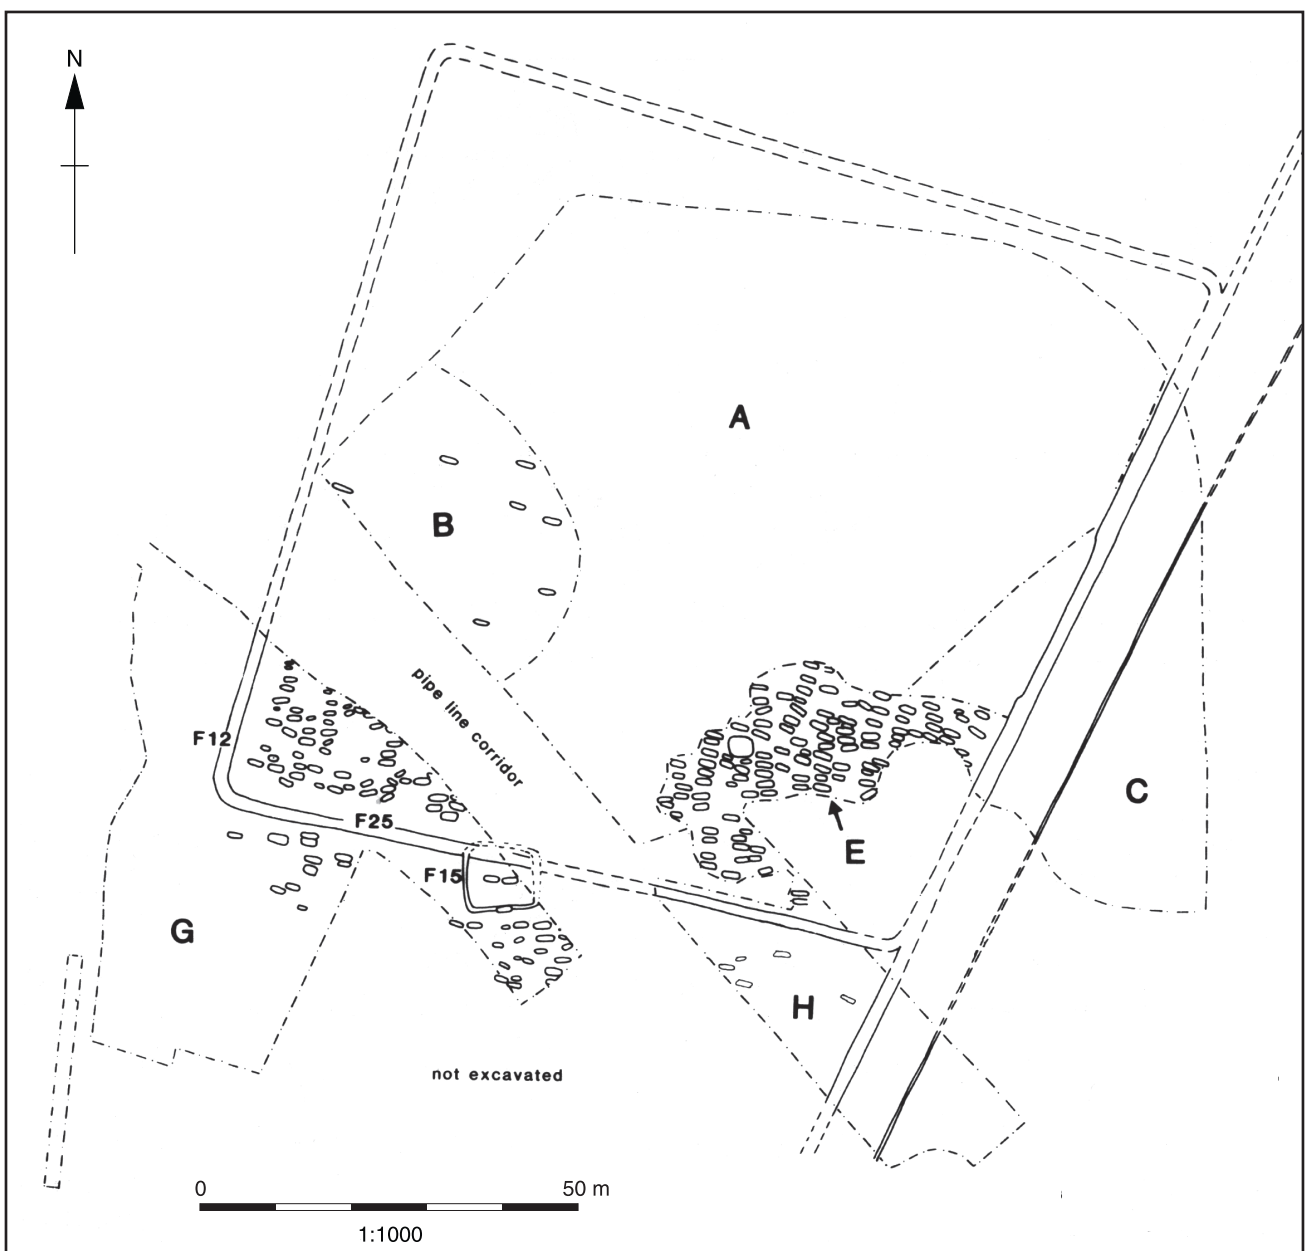 N
A
B
pipe line corridor
F12
C
F25
E
F15
G
H
not excavated
0 50 m
1:1000